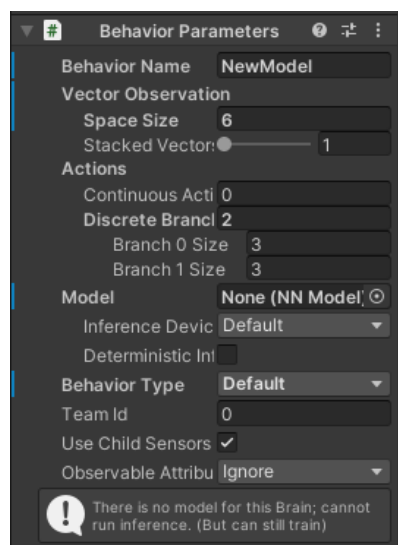 # Behavior Parameters
Behavior Name NewModel
Vector Observation
Space Size 6
Stacked Vectors 1
Actions
Continuous Acti 0
Discrete Brancl 2
Branch 0 Size 3
Branch 1 Size 3
Model None (NN Model)
Inference Devic Default
Deterministic Inf
Behavior Type Default
Team Id 0
Use Child Sensors
Observable Attribu Ignore
There is no model for this Brain; cannot
run inference. (But can still train)